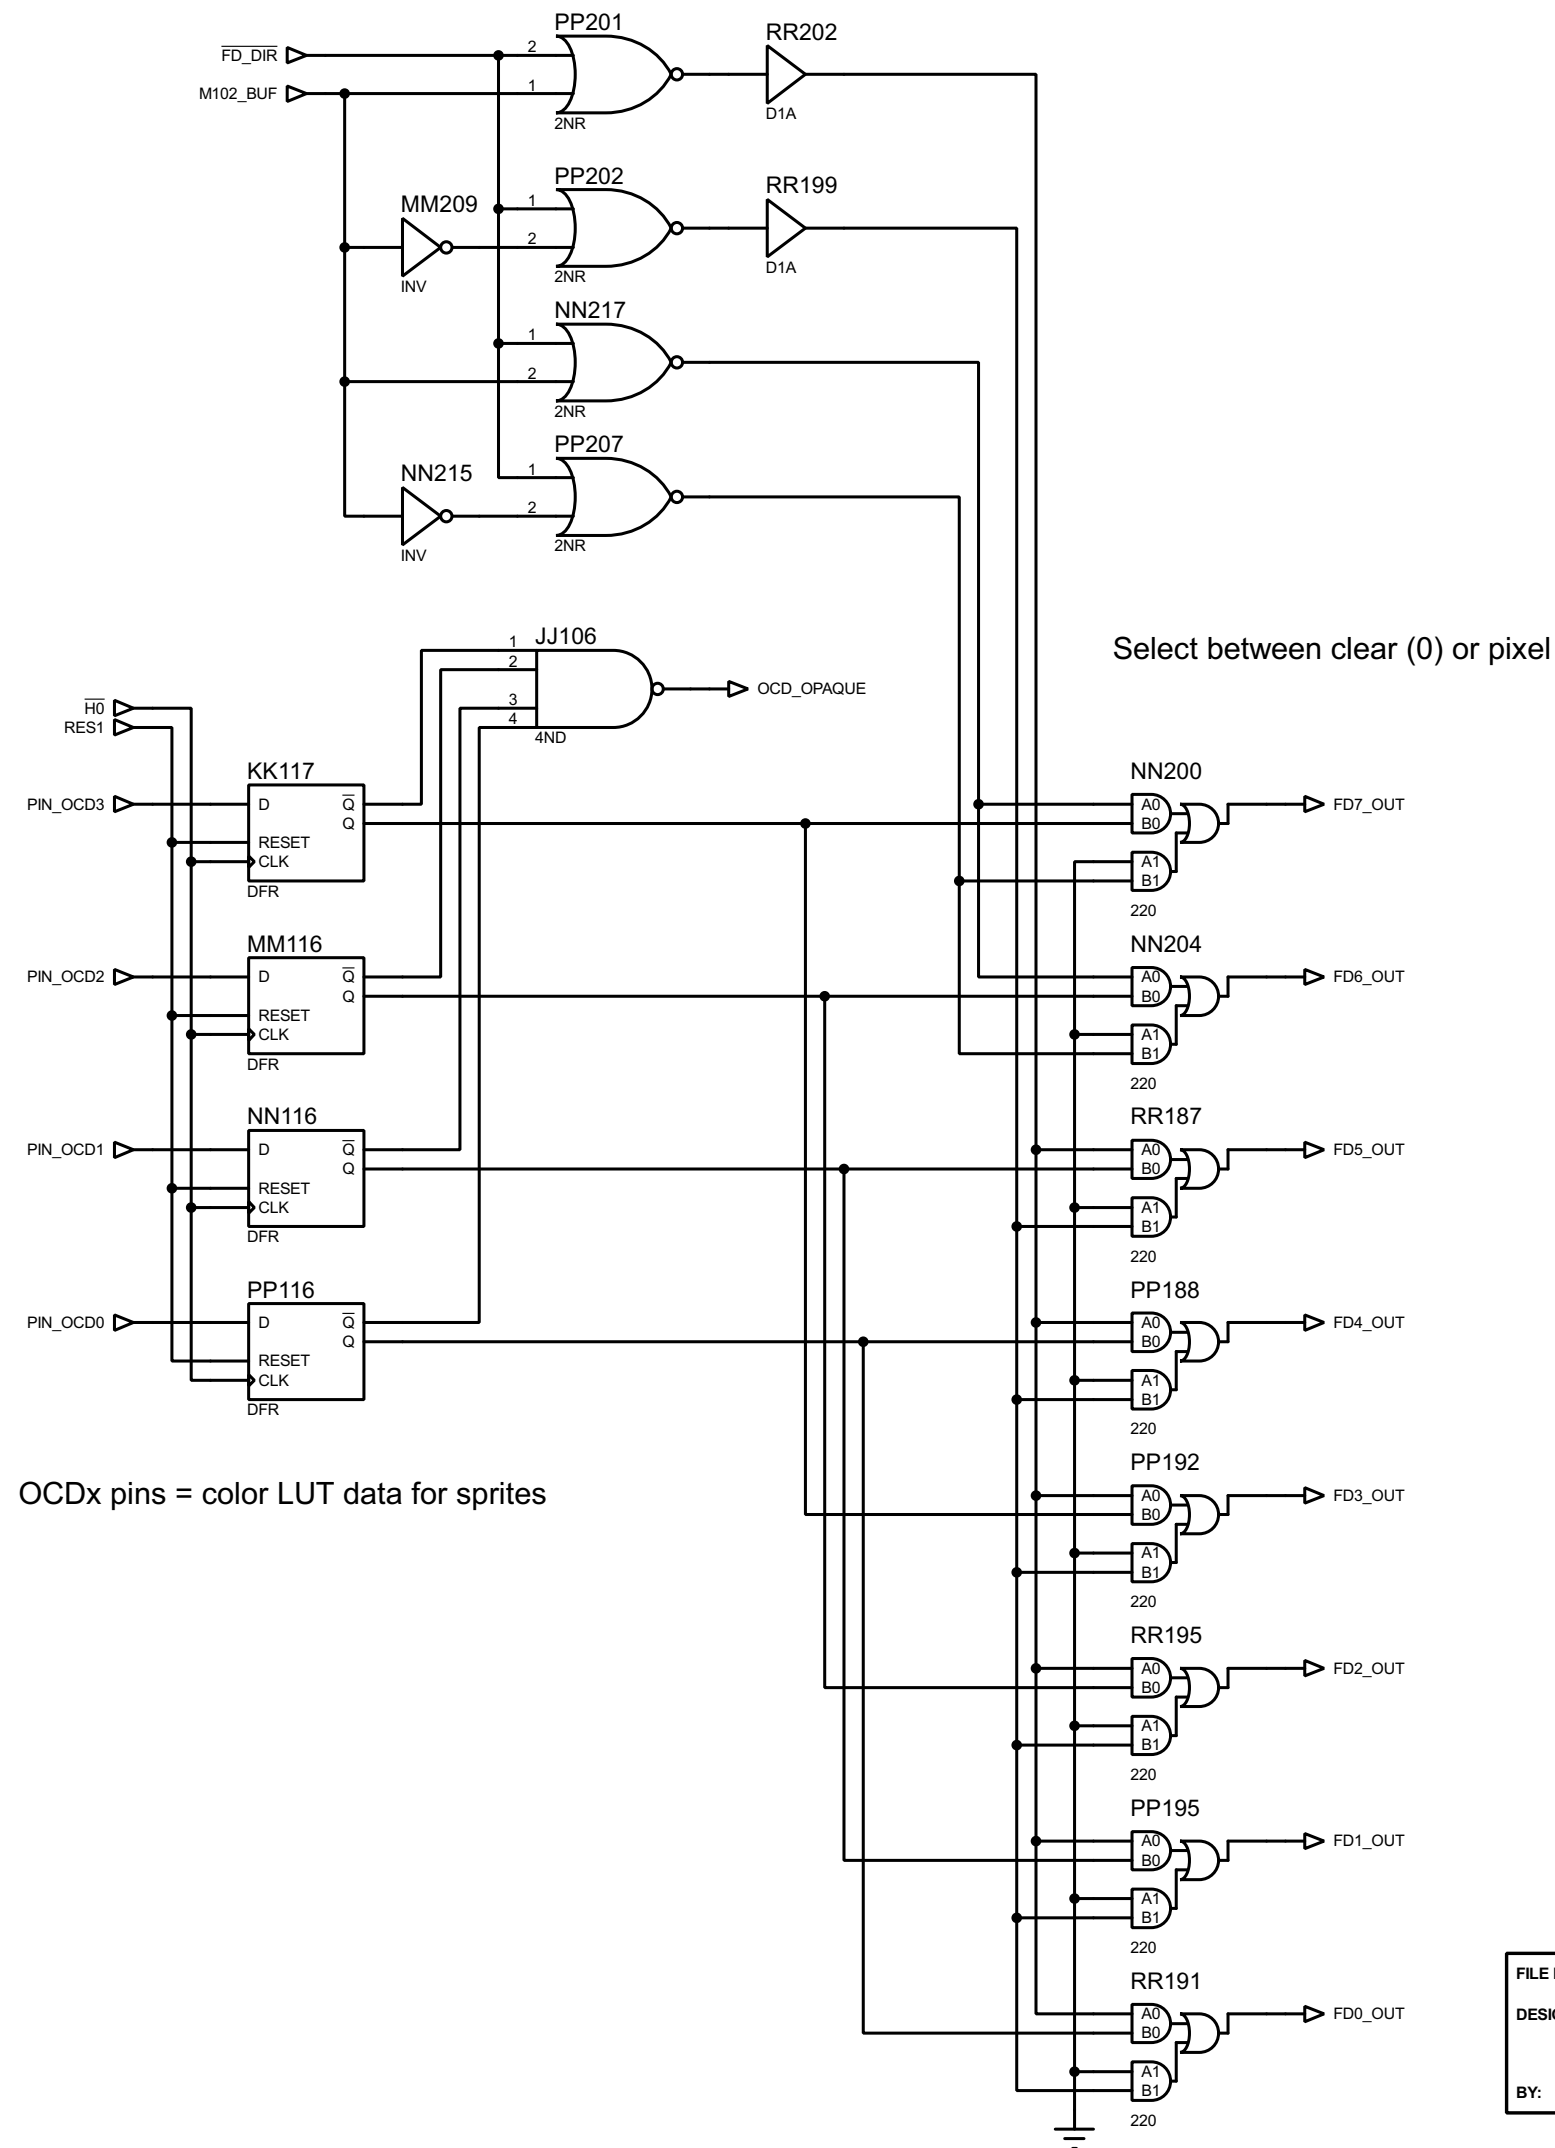 PP201
RR202
FD_DIR
2
M102_BUF
1
2NR
D1A
PP202
RR199
MM209
1
2
INV
2NR
D1A
NN217
1
2
2NR
PP207
NN215
1
2
INV
2NR
JJ106
1
2
3
4
4ND
OCD_OPAQUE
Select between clear (0) or pixel
H0
RES1
KK117
PIN_OCD3
D
Q
Q
RESET
CLK
DFR
NN200
A0
B0
A1
B1
220
FD7_OUT
MM116
PIN_OCD2
D
Q
Q
RESET
CLK
DFR
NN204
A0
B0
A1
B1
220
FD6_OUT
NN116
PIN_OCD1
D
Q
Q
RESET
CLK
DFR
RR187
A0
B0
A1
B1
220
FD5_OUT
PP116
PIN_OCD0
D
Q
Q
RESET
CLK
DFR
PP188
A0
B0
A1
B1
220
FD4_OUT
OCDx pins = color LUT data for sprites
PP192
A0
B0
A1
B1
220
FD3_OUT
RR195
A0
B0
A1
B1
220
FD2_OUT
PP195
A0
B0
A1
B1
220
FD1_OUT
RR191
A0
B0
A1
B1
220
FD0_OUT
FILE
BY: